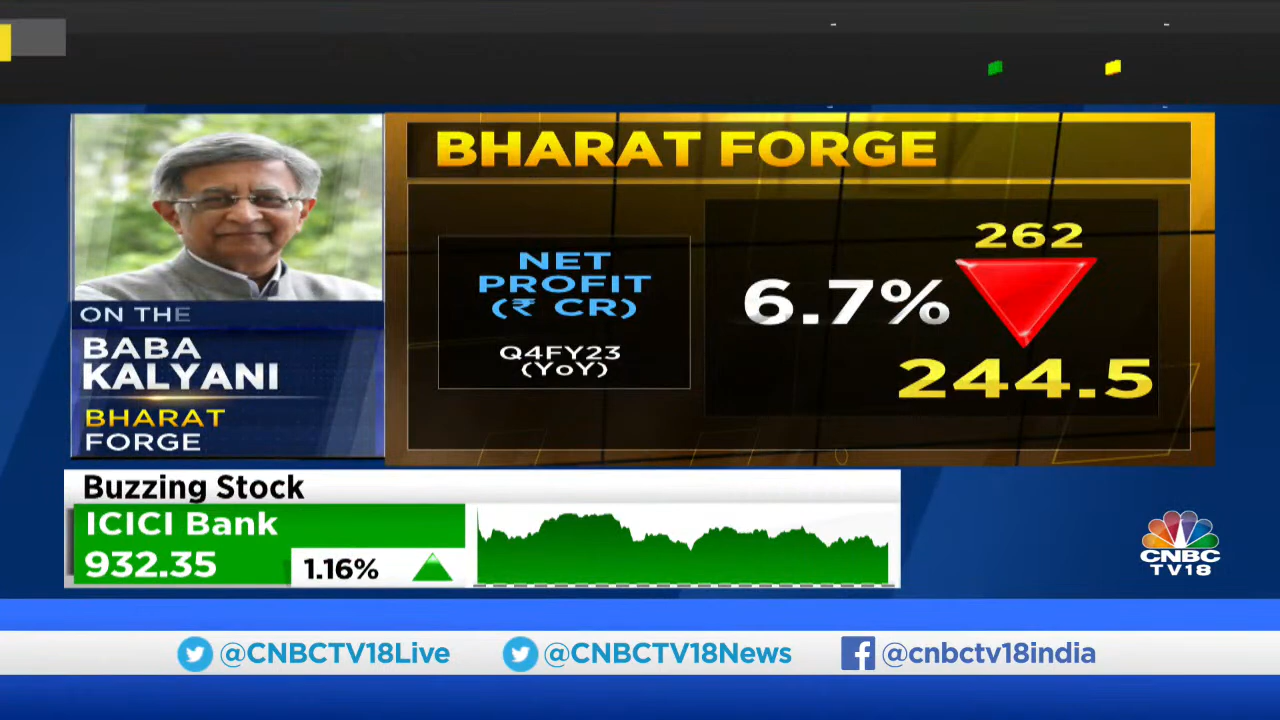 BHARAT FORGE
NET
PROFIT
(₹ CR)
Q4FY23
(YoY)
262
6.7%
244.5
ON THE
BABA
KALYANI
BHARAT
FORGE
Buzzing Stock
ICICI Bank
932.35
1.16%
CNBC
TV18
@CNBCTV18Live
@CNBCTV18News
@cnbctv18india